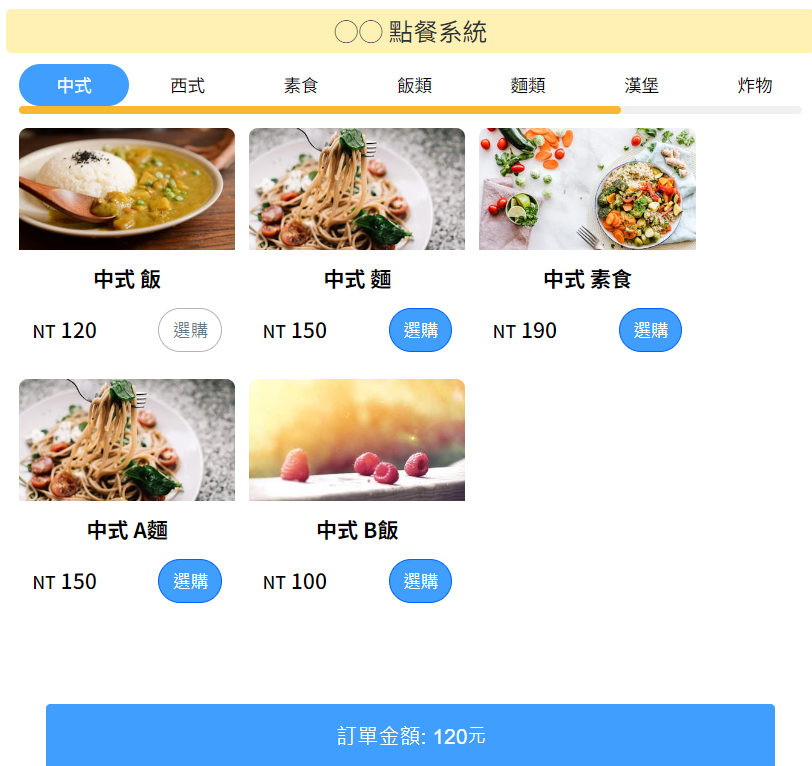 〇〇 點餐系統
中式 西式 素食 飯類 麵類 漢堡 炸物
中式 飯 中式 麵 中式 素食
NT 120 選購 NT 150 選購 NT 190 選購
中式 A麵 中式 B飯
NT 150 選購 NT 100 選購
訂單金額: 120元